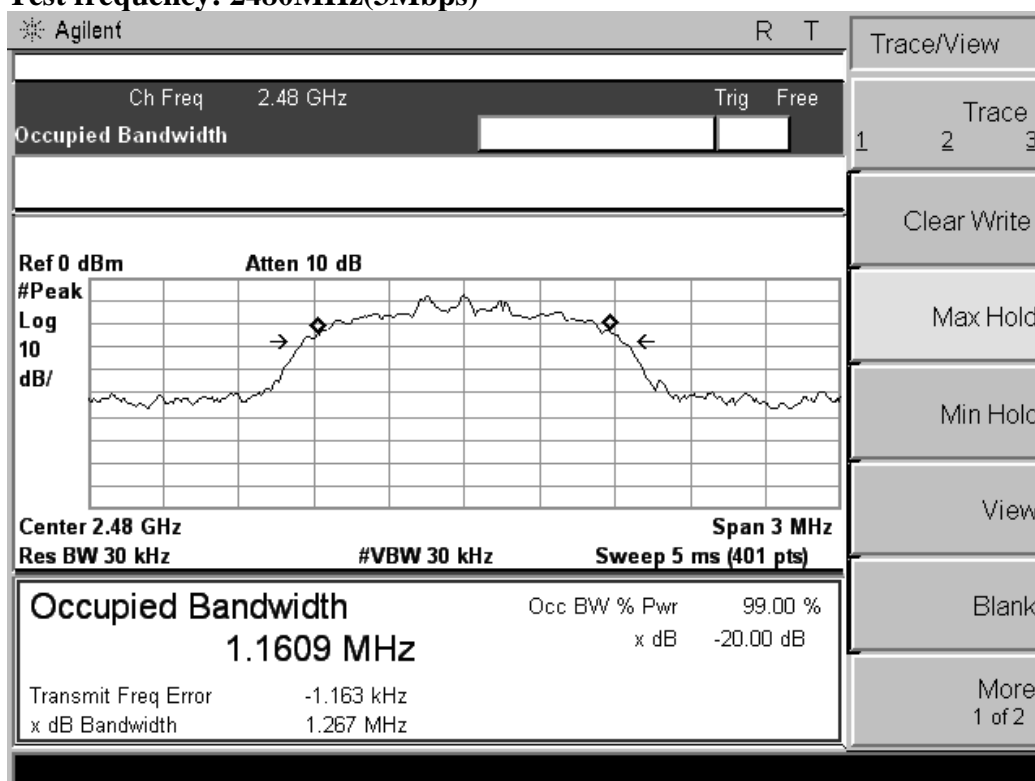 Test frequency: 2480MHz(3Mbps)
Agilent R T
Ch Freq 2.48 GHz Trig Free
Occupied Bandwidth
Ref 0 dBm Atten 10 dB
#Peak
Log
10
dB/
Center 2.48 GHz Span 3 MHz
Res BW 30 kHz #VBW 30 kHz Sweep 5 ms (401 pts)
Occupied Bandwidth
1.1609 MHz
Occ BW % Pwr 99.00 %
x dB -20.00 dB
Transmit Freq Error -1.163 kHz
x dB Bandwidth 1.267 MHz
Trace/View
Trace
1 2 3
Clear Write
Max Hold
Min Hold
View
Blank
More
1 of 2